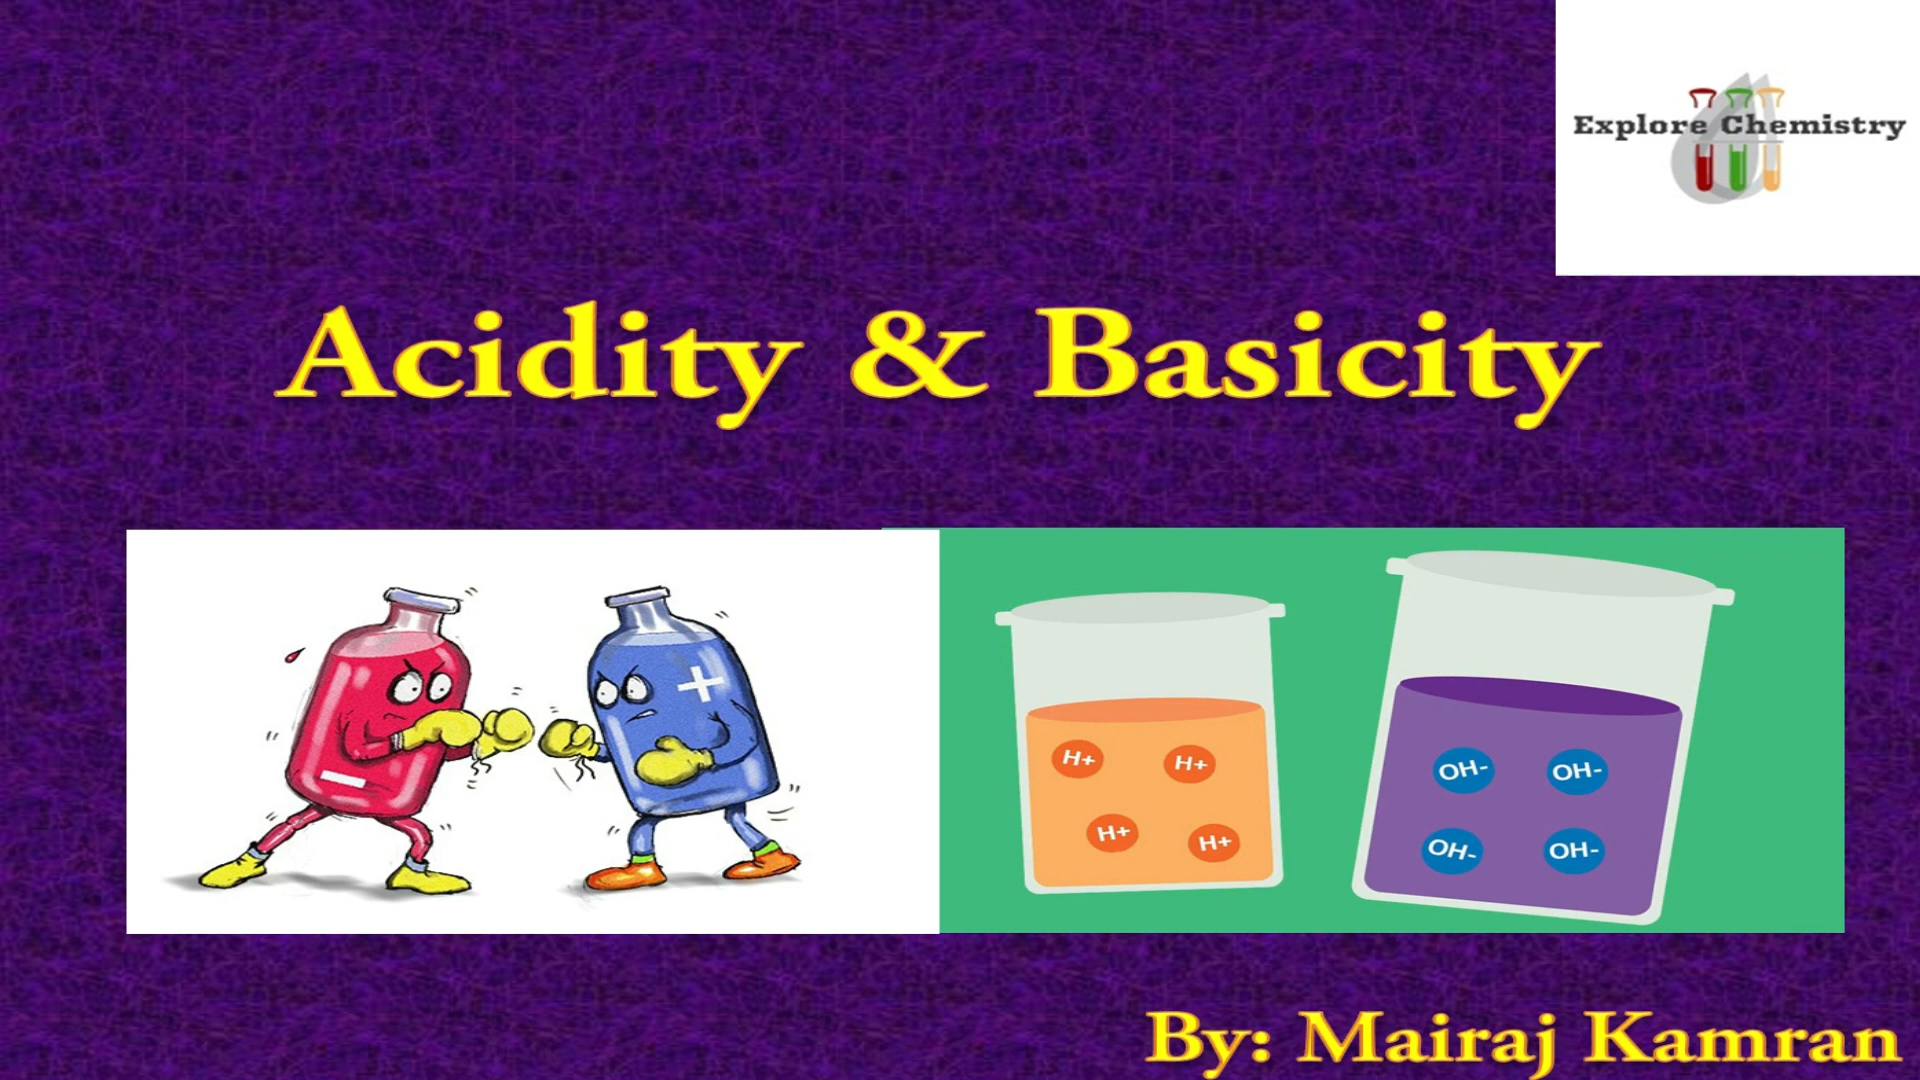 Explore Chemistry
Acidity & Basicity
+
−
H+ H+
H+ H+
OH- OH-
OH- OH-
By: Mairaj Kamran